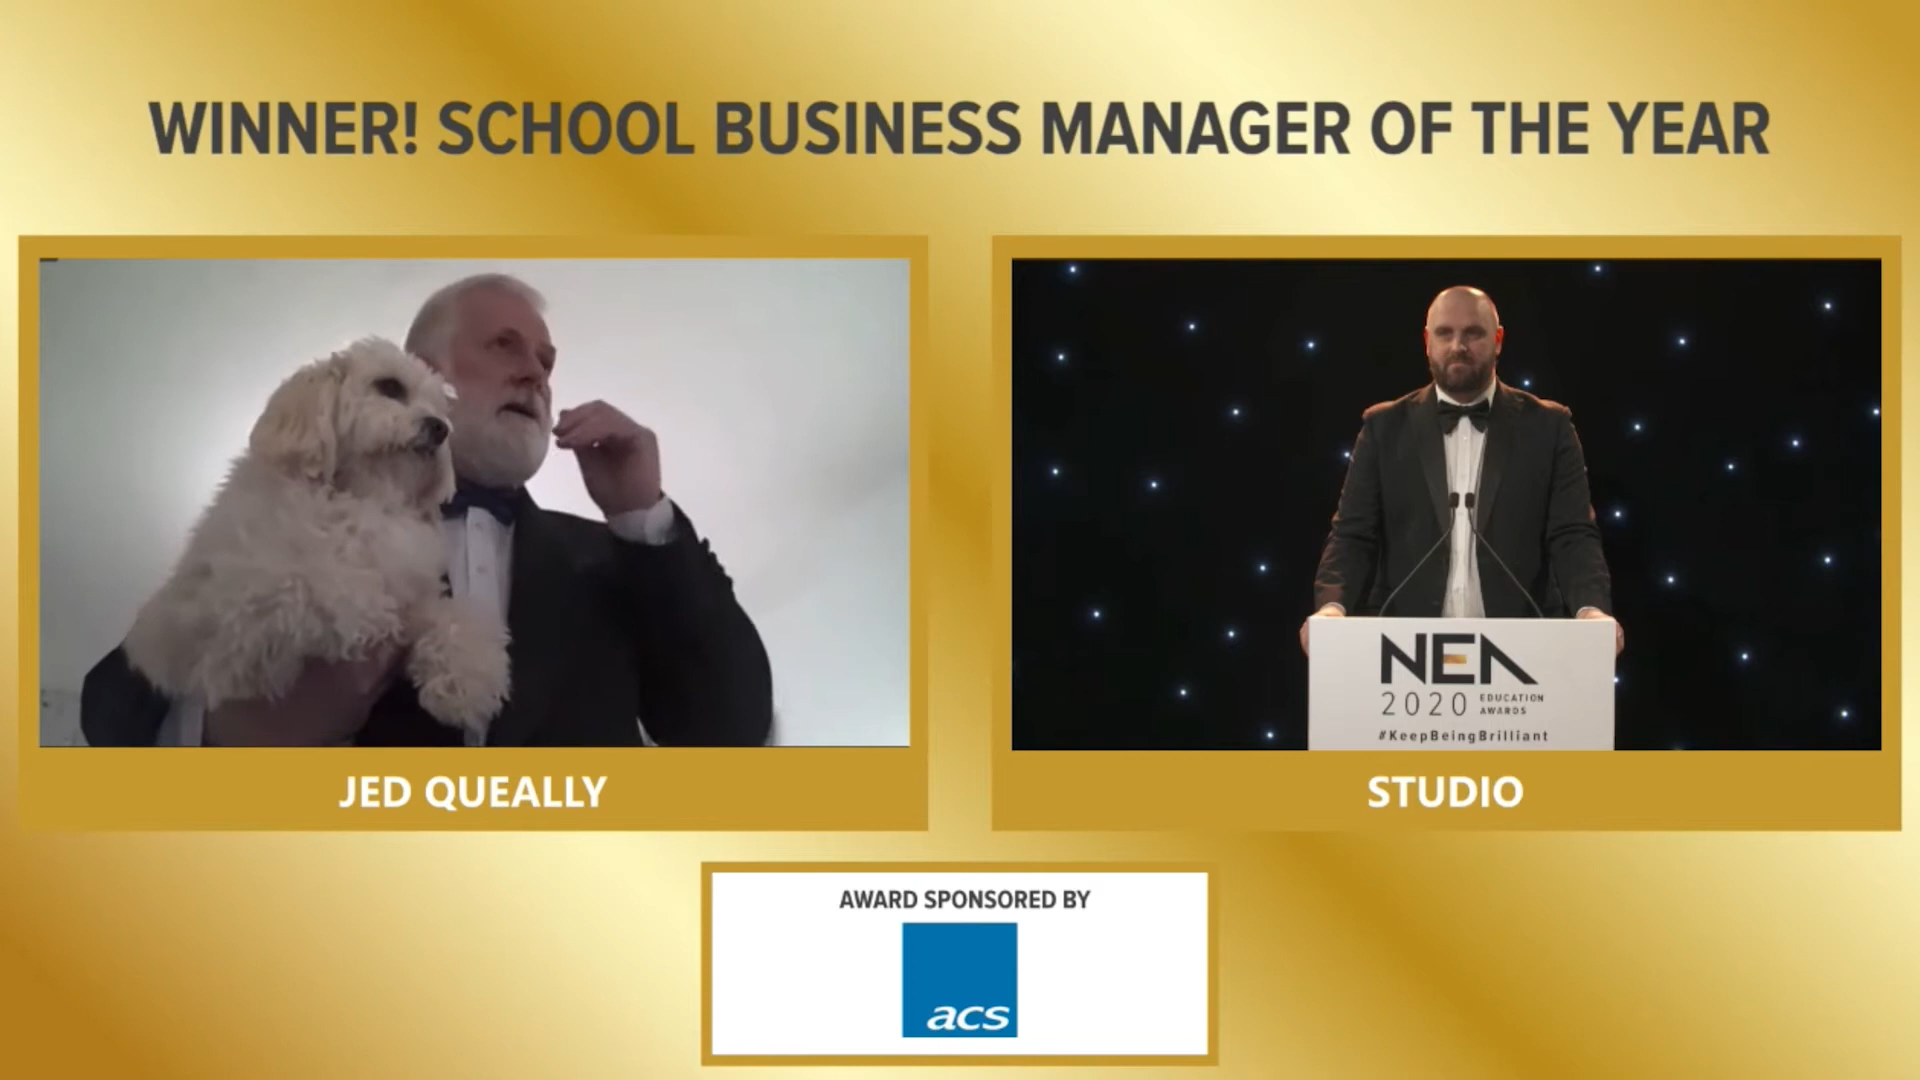 WINNER! SCHOOL BUSINESS MANAGER OF THE YEAR
JED QUEALLY
NEA
2020 EDUCATION
AWARDS
#KeepBeingBrilliant
STUDIO
AWARD SPONSORED BY
acs